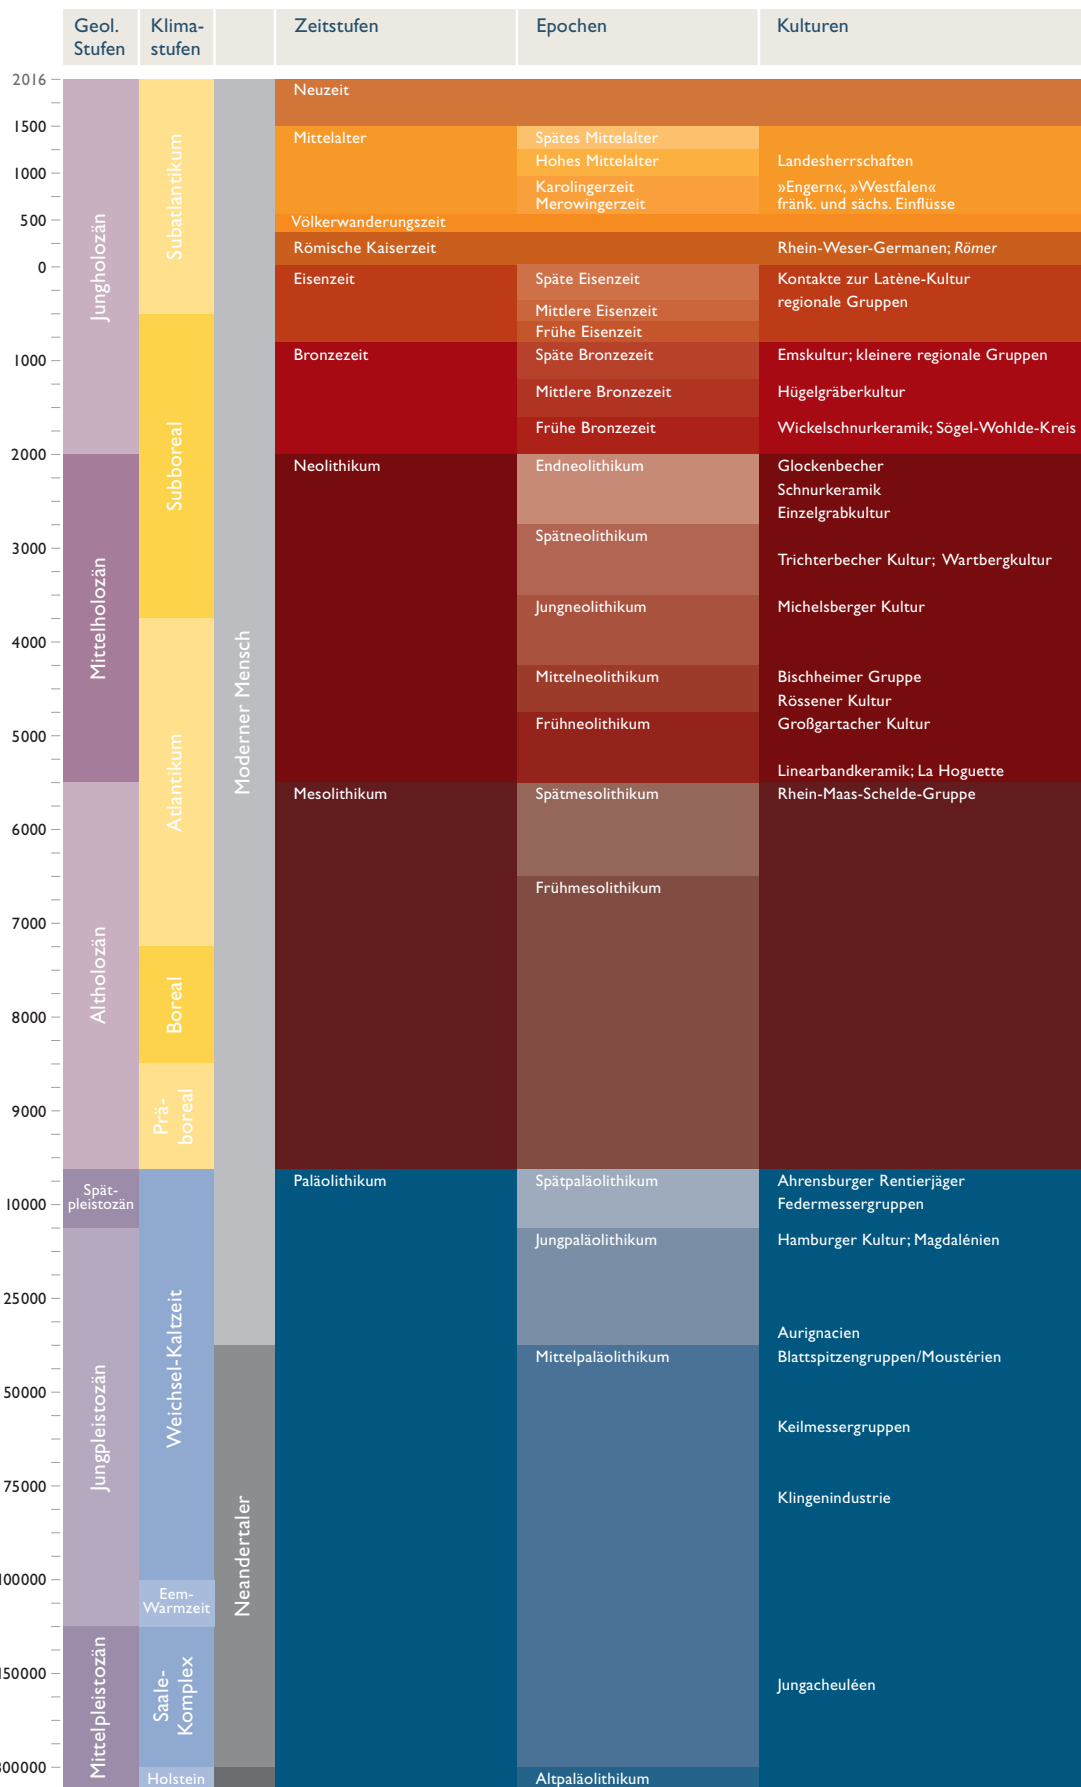 Geol.
Stufen
Klima-
stufen
Zeitstufen
Epochen
Kulturen
2016
1500
1000
500
0
1000
2000
3000
4000
5000
6000
7000
8000
9000
10000
25000
50000
75000
100000
150000
300000
Jungholozän
Mittelholozän
Altholozän
Spät-
pleistozän
Jungpleistozän
Mittelpleistozän
Subatlantikum
Subboreal
Atlantikum
Boreal
Prä-
boreal
Weichsel-Kaltzeit
Eem-
Warmzeit
Saale-
Komplex
Holstein
Moderner Mensch
Neandertaler
Neuzeit
Mittelalter
Spätes Mittelalter
Hohes Mittelalter
Landesherrschaften
Karolingerzeit
»Engern«, »Westfalen«
Merowingerzeit
fränk. und sächs. Einflüsse
Völkerwanderungszeit
Römische Kaiserzeit
Rhein-Weser-Germanen; Römer
Eisenzeit
Späte Eisenzeit
Kontakte zur Latène-Kultur
regionale Gruppen
Mittlere Eisenzeit
Frühe Eisenzeit
Bronzezeit
Späte Bronzezeit
Emskultur; kleinere regionale Gruppen
Mittlere Bronzezeit
Hügelgräberkultur
Frühe Bronzezeit
Wickelschnurkeramik; Sögel-Wohlde-Kreis
Neolithikum
Endneolithikum
Glockenbecher
Schnurkeramik
Einzelgrabkultur
Spätneolithikum
Trichterbecher Kultur; Wartbergkultur
Jungneolithikum
Michelsberger Kultur
Mittelneolithikum
Bischheimer Gruppe
Rössener Kultur
Frühneolithikum
Großgartacher Kultur
Linearbandkeramik; La Hoguette
Mesolithikum
Spätmesolithikum
Rhein-Maas-Schelde-Gruppe
Frühmesolithikum
Paläolithikum
Spätpaläolithikum
Ahrensburger Rentierjäger
Federmessergruppen
Jungpaläolithikum
Hamburger Kultur; Magdalénien
Aurignacien
Mittelpaläolithikum
Blattspitzengruppen/Moustérien
Keilmessergruppen
Klingenindustrie
Jungacheuléen
Altpaläolithikum